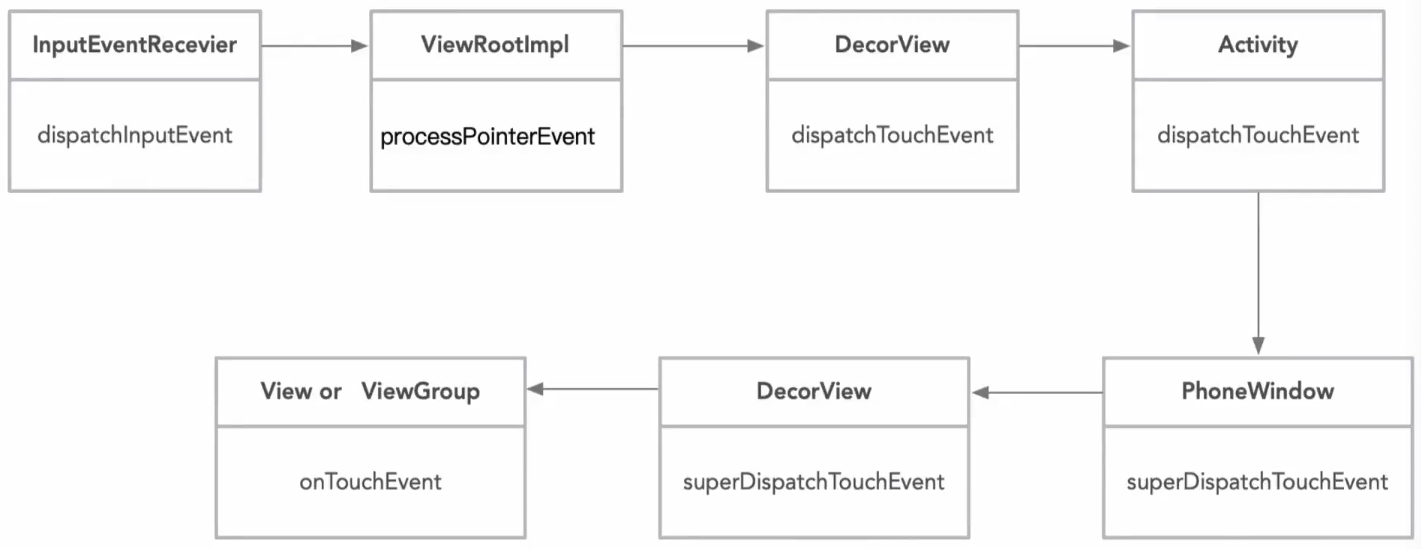 InputEventRecevier
dispatchInputEvent
ViewRootImpl
processPointerEvent
DecorView
dispatchTouchEvent
Activity
dispatchTouchEvent
PhoneWindow
superDispatchTouchEvent
DecorView
superDispatchTouchEvent
View or ViewGroup
onTouchEvent